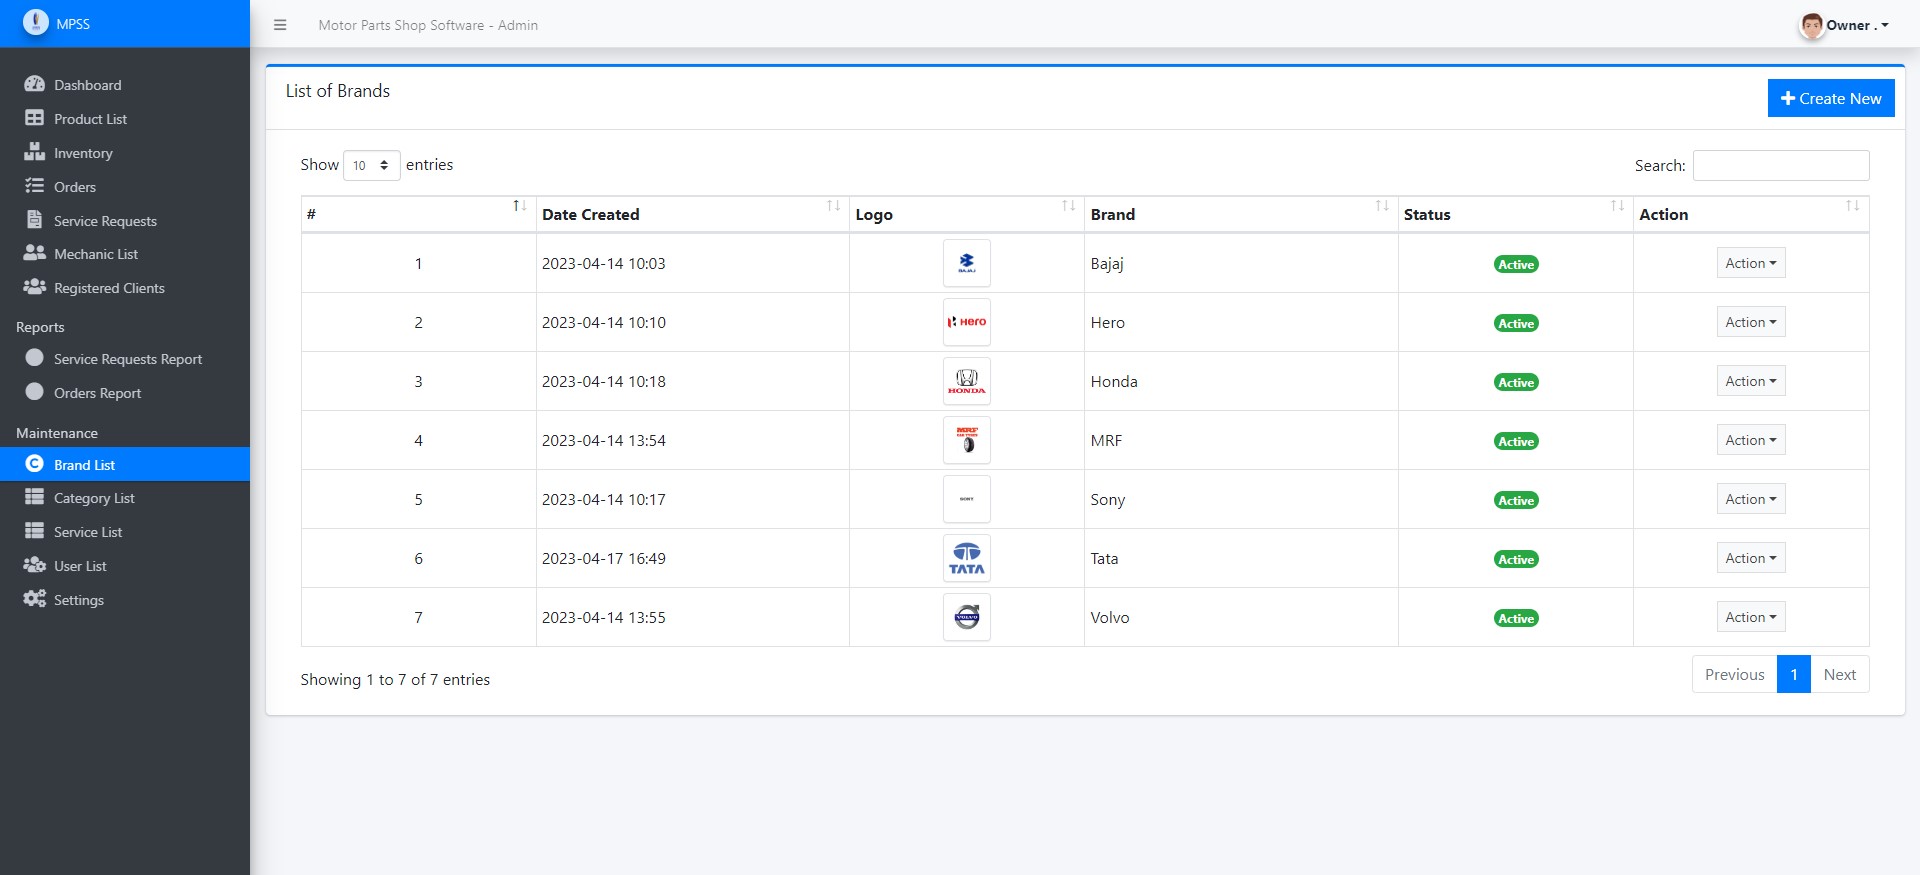 MPSS
Motor Parts Shop Software - Admin
Owner .
Dashboard
Product List
Inventory
Orders
Service Requests
Mechanic List
Registered Clients
Reports
Service Requests Report
Orders Report
Maintenance
Brand List
Category List
Service List
User List
Settings
List of Brands
Create New
Show 10 entries
Search:
# Date Created Logo Brand Status Action
1 2023-04-14 10:03 BAJAJ Bajaj Active Action
2 2023-04-14 10:10 Hero Hero Active Action
3 2023-04-14 10:18 HONDA Honda Active Action
4 2023-04-14 13:54 MRF Active Action
MRF
5 2023-04-14 10:17 SONY Sony Active Action
6 2023-04-17 16:49 TATA Tata Active Action
7 2023-04-14 13:55 VOLVO Volvo Active Action
Showing 1 to 7 of 7 entries
Previous 1 Next